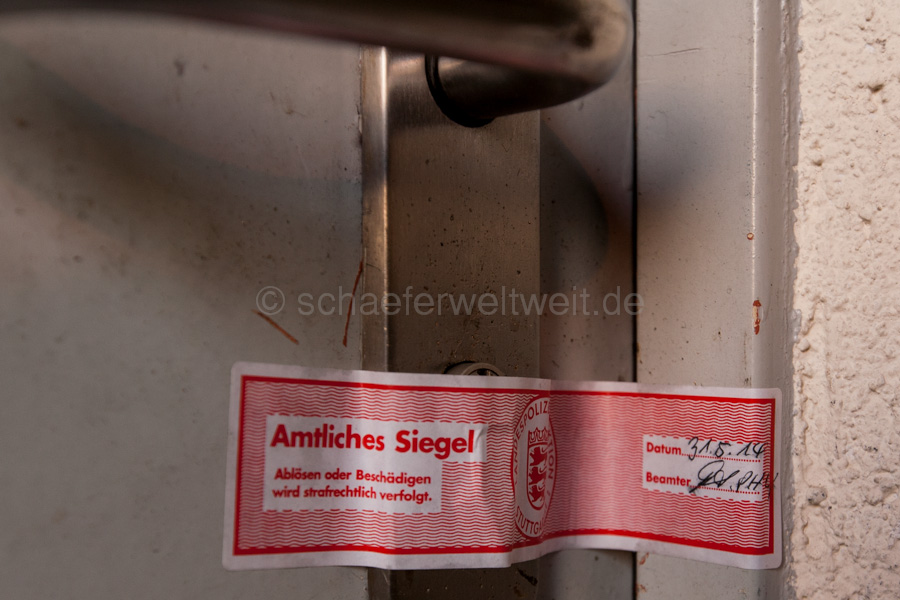 © schaeferweltweit.de
Amtliches Siegel
Ablösen oder Beschädigen
wird strafrechtlich verfolgt.
Datum 31.5.14
Beamter